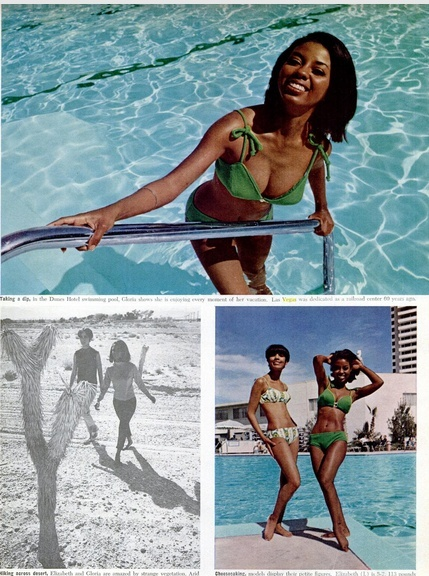 Taking a dip, in the Dunes Hotel swimming pool, Gloria shows she is enjoying every moment of her vacation. Las Vegas was dedicated as a railroad center 60 years ago.
Hiking across desert, Elizabeth and Gloria are amazed by strange vegetation. Arid
Cheesecaking, models display their petite figures. Elizabeth (l.) is 5-2, 113 pounds